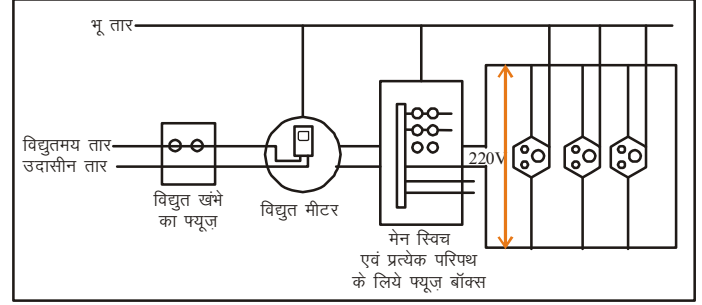 भू तार
विद्युतमय तार
उदासीन तार
विद्युत खंभे
का फ्यूज़
विद्युत मीटर
मेन स्विच
एवं प्रत्येक परिपथ
के लिये फ्यूज़ बॉक्स
220V